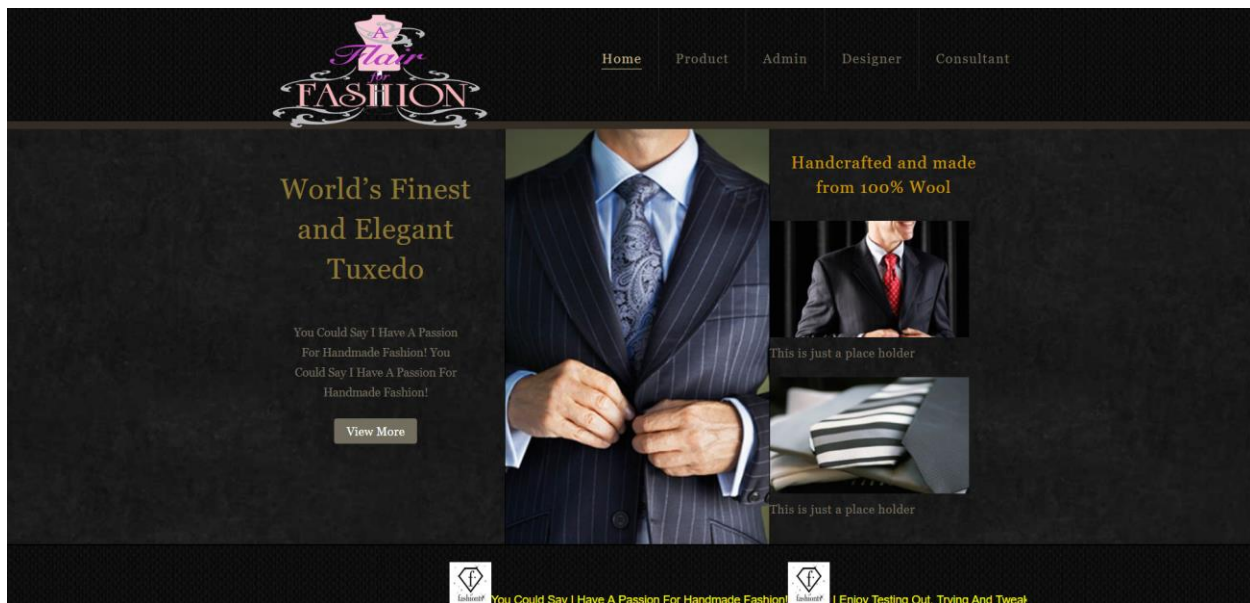 A
Flair
for
FASHION
Home Product Admin Designer Consultant
World's Finest
and Elegant
Tuxedo
You Could Say I Have A Passion
For Handmade Fashion! You
Could Say I Have A Passion For
Handmade Fashion!
View More
Handcrafted and made
from 100% Wool
This is just a place holder
This is just a place holder
f
You Could Say I Have A Passion For Handmade Fashion!
f
I Enjoy Testing Out, Trying And